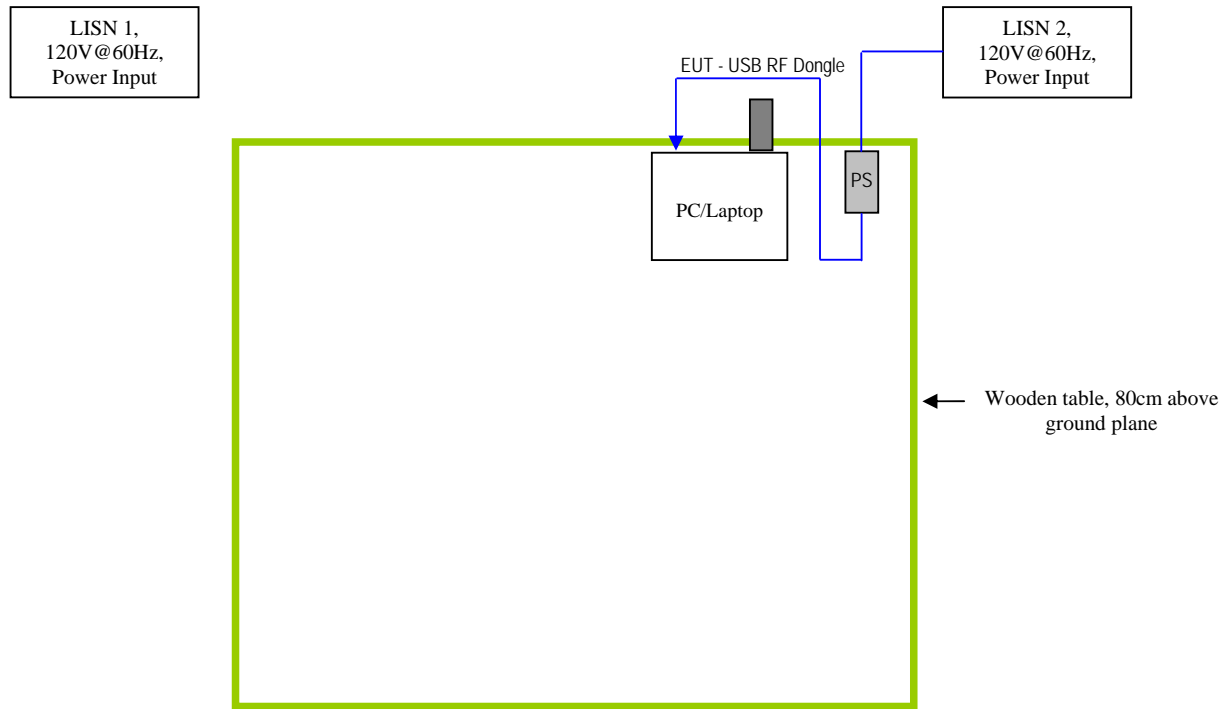 LISN 1,
120V@60Hz,
Power Input
LISN 2,
120V@60Hz,
Power Input
EUT - USB RF Dongle
PS
PC/Laptop
Wooden table, 80cm above
ground plane